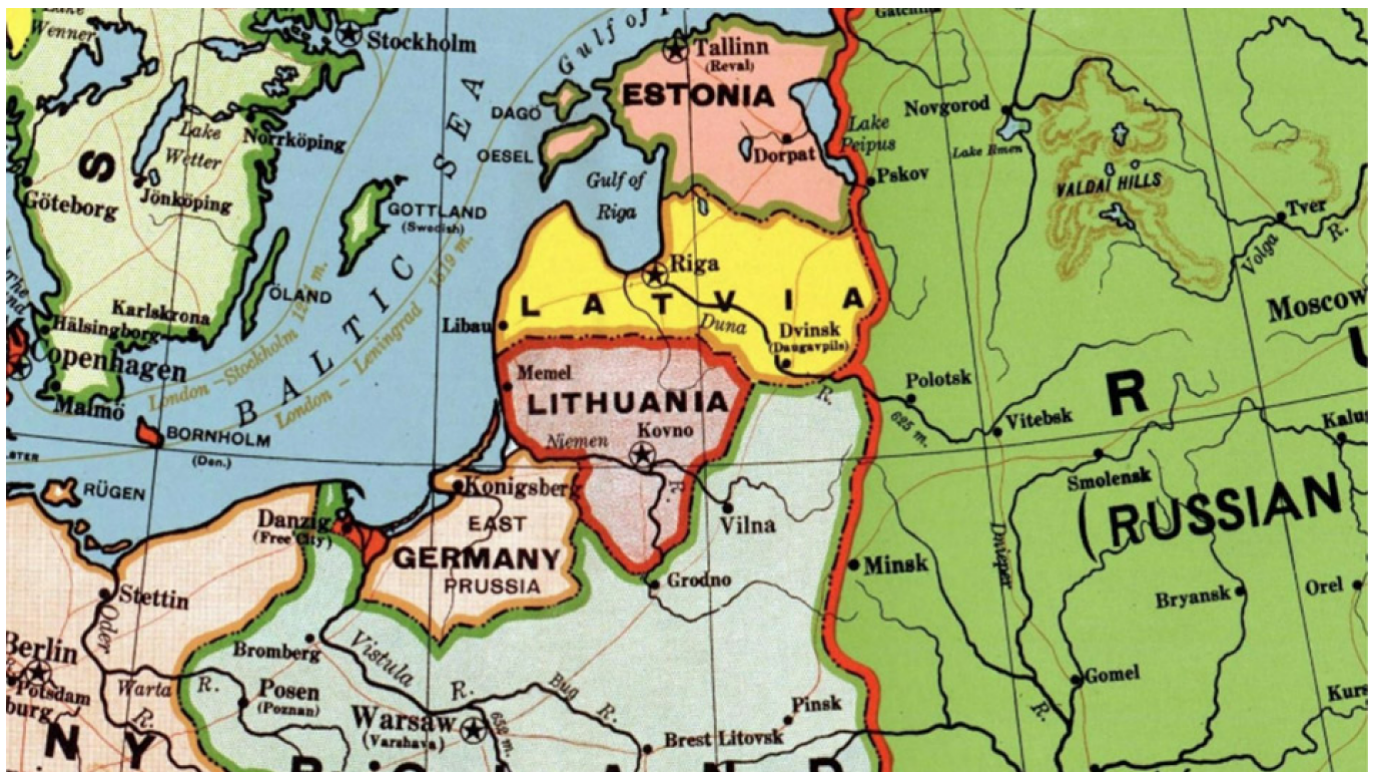 Lake
Wenner
Stockholm
Gulf of
Tallinn
(Reval)
Gatchina
ESTONIA
DAGÖ
OESEL
Dorpat
Lake
Peipus
Novgorod
Lake Ilmen
Pskov
VALDAI HILLS
Tver
Volga
R.
Moscow
S
Lake
Wetter
Norrköping
Jönköping
Göteborg
GOTTLAND
(Swedish)
ÖLAND
Karlskrona
Hälsingborg
Copenhagen
Malmö
BORNHOLM
(Den.)
RÜGEN
BALTIC SEA
London - Stockholm
London - Leningrad
Gulf of
Riga
Riga
LATVIA
Libau
Duna
R.
Dvinsk
(Daugavpils)
Memel
LITHUANIA
Kovno
Niemen
R.
Polotsk
625 m.
Vitebsk
R
U
Smolensk
(RUSSIAN
Konigsberg
EAST
GERMANY
PRUSSIA
Danzig
(Free City)
Vilna
Grodno
Minsk
Dnieper
R.
Bryansk
Orel
Gomel
Stettin
Oder
Berlin
Potsdam
burg
Warta R.
R.
N Y
Bromberg
Posen
(Poznan)
Vistula
R.
Warsaw
(Varshava)
Bug
R.
Pinsk
Brest Litovsk